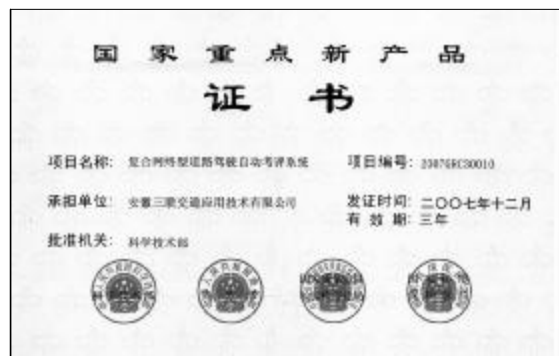 国家重点新产品
证书
项目名称: 复合网络型道路驾驶自动考评系统
项目编号: 2007GRC30010
承担单位: 安徽三联交通应用技术有限公司
发证时间: 二〇〇七年十二月
有效期: 三年
批准机关: 科学技术部